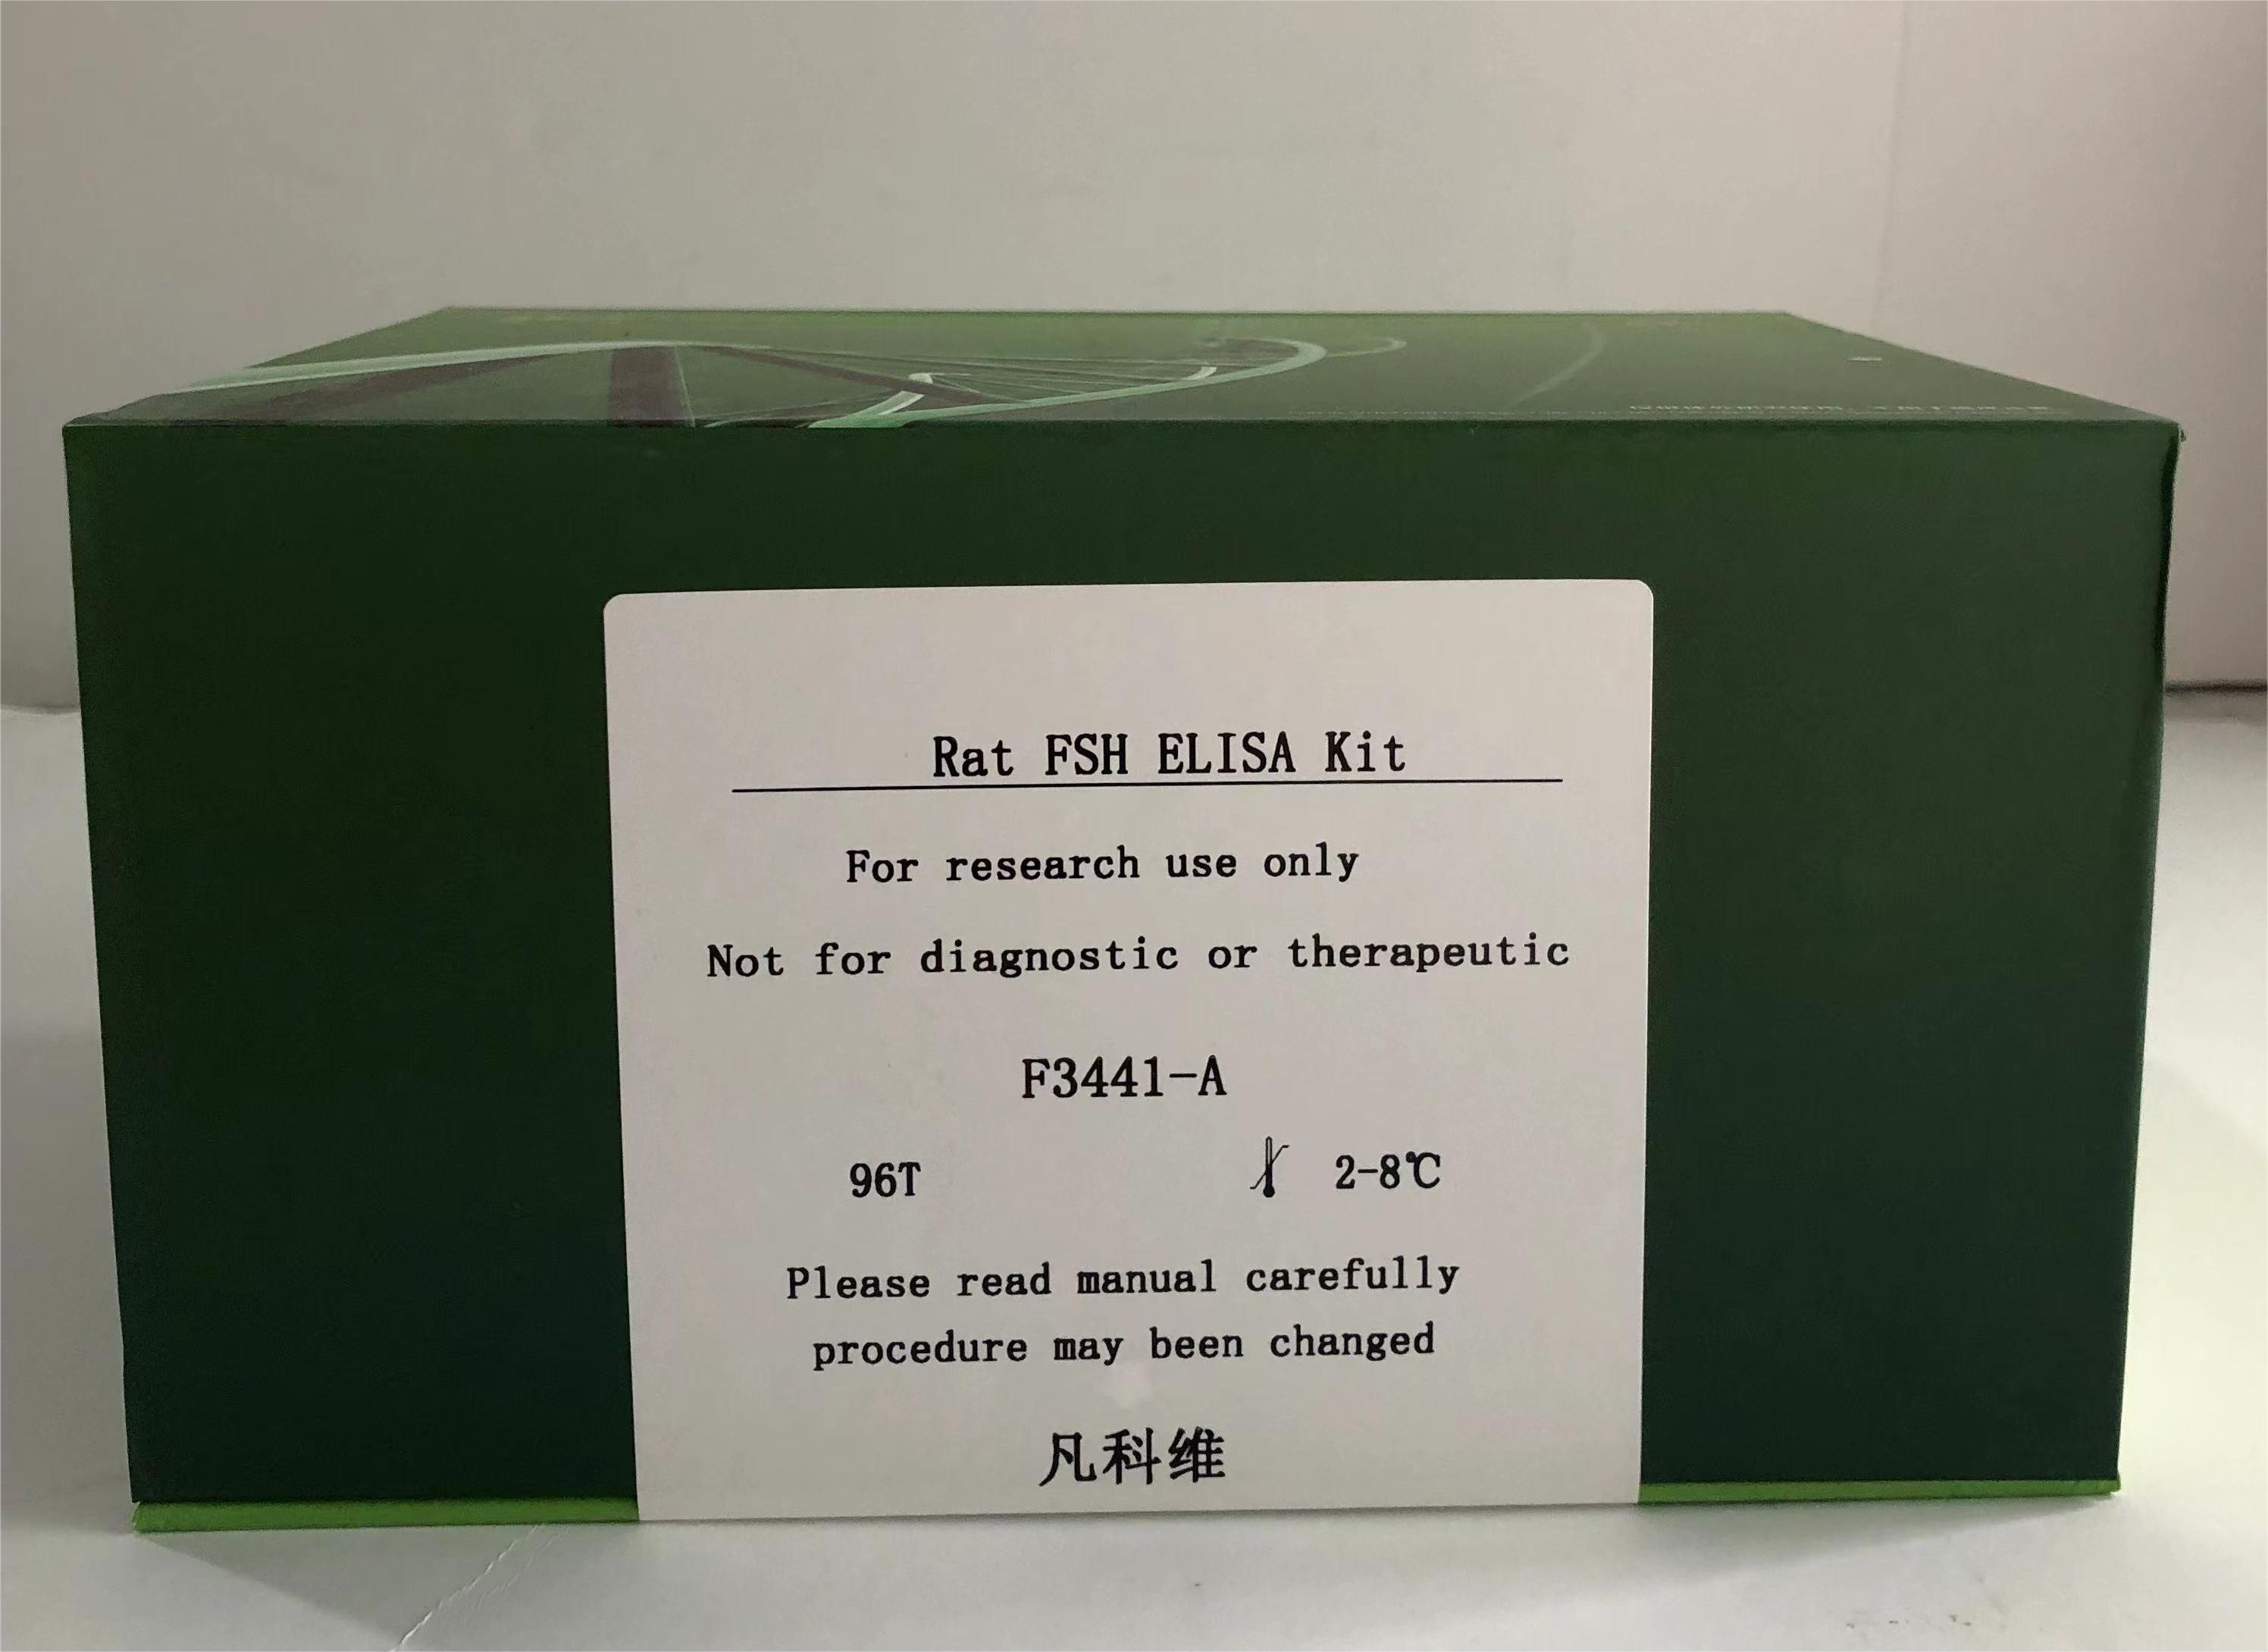 Rat FSH ELISA Kit
For research use only
Not for diagnostic or therapeutic
F3441-A
96T 2-8℃
Please read manual carefully
procedure may been changed
凡科维